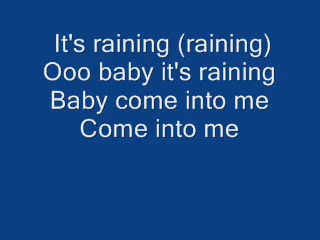 It's raining (raining)
Ooo baby it's raining
Baby come into me
Come into me